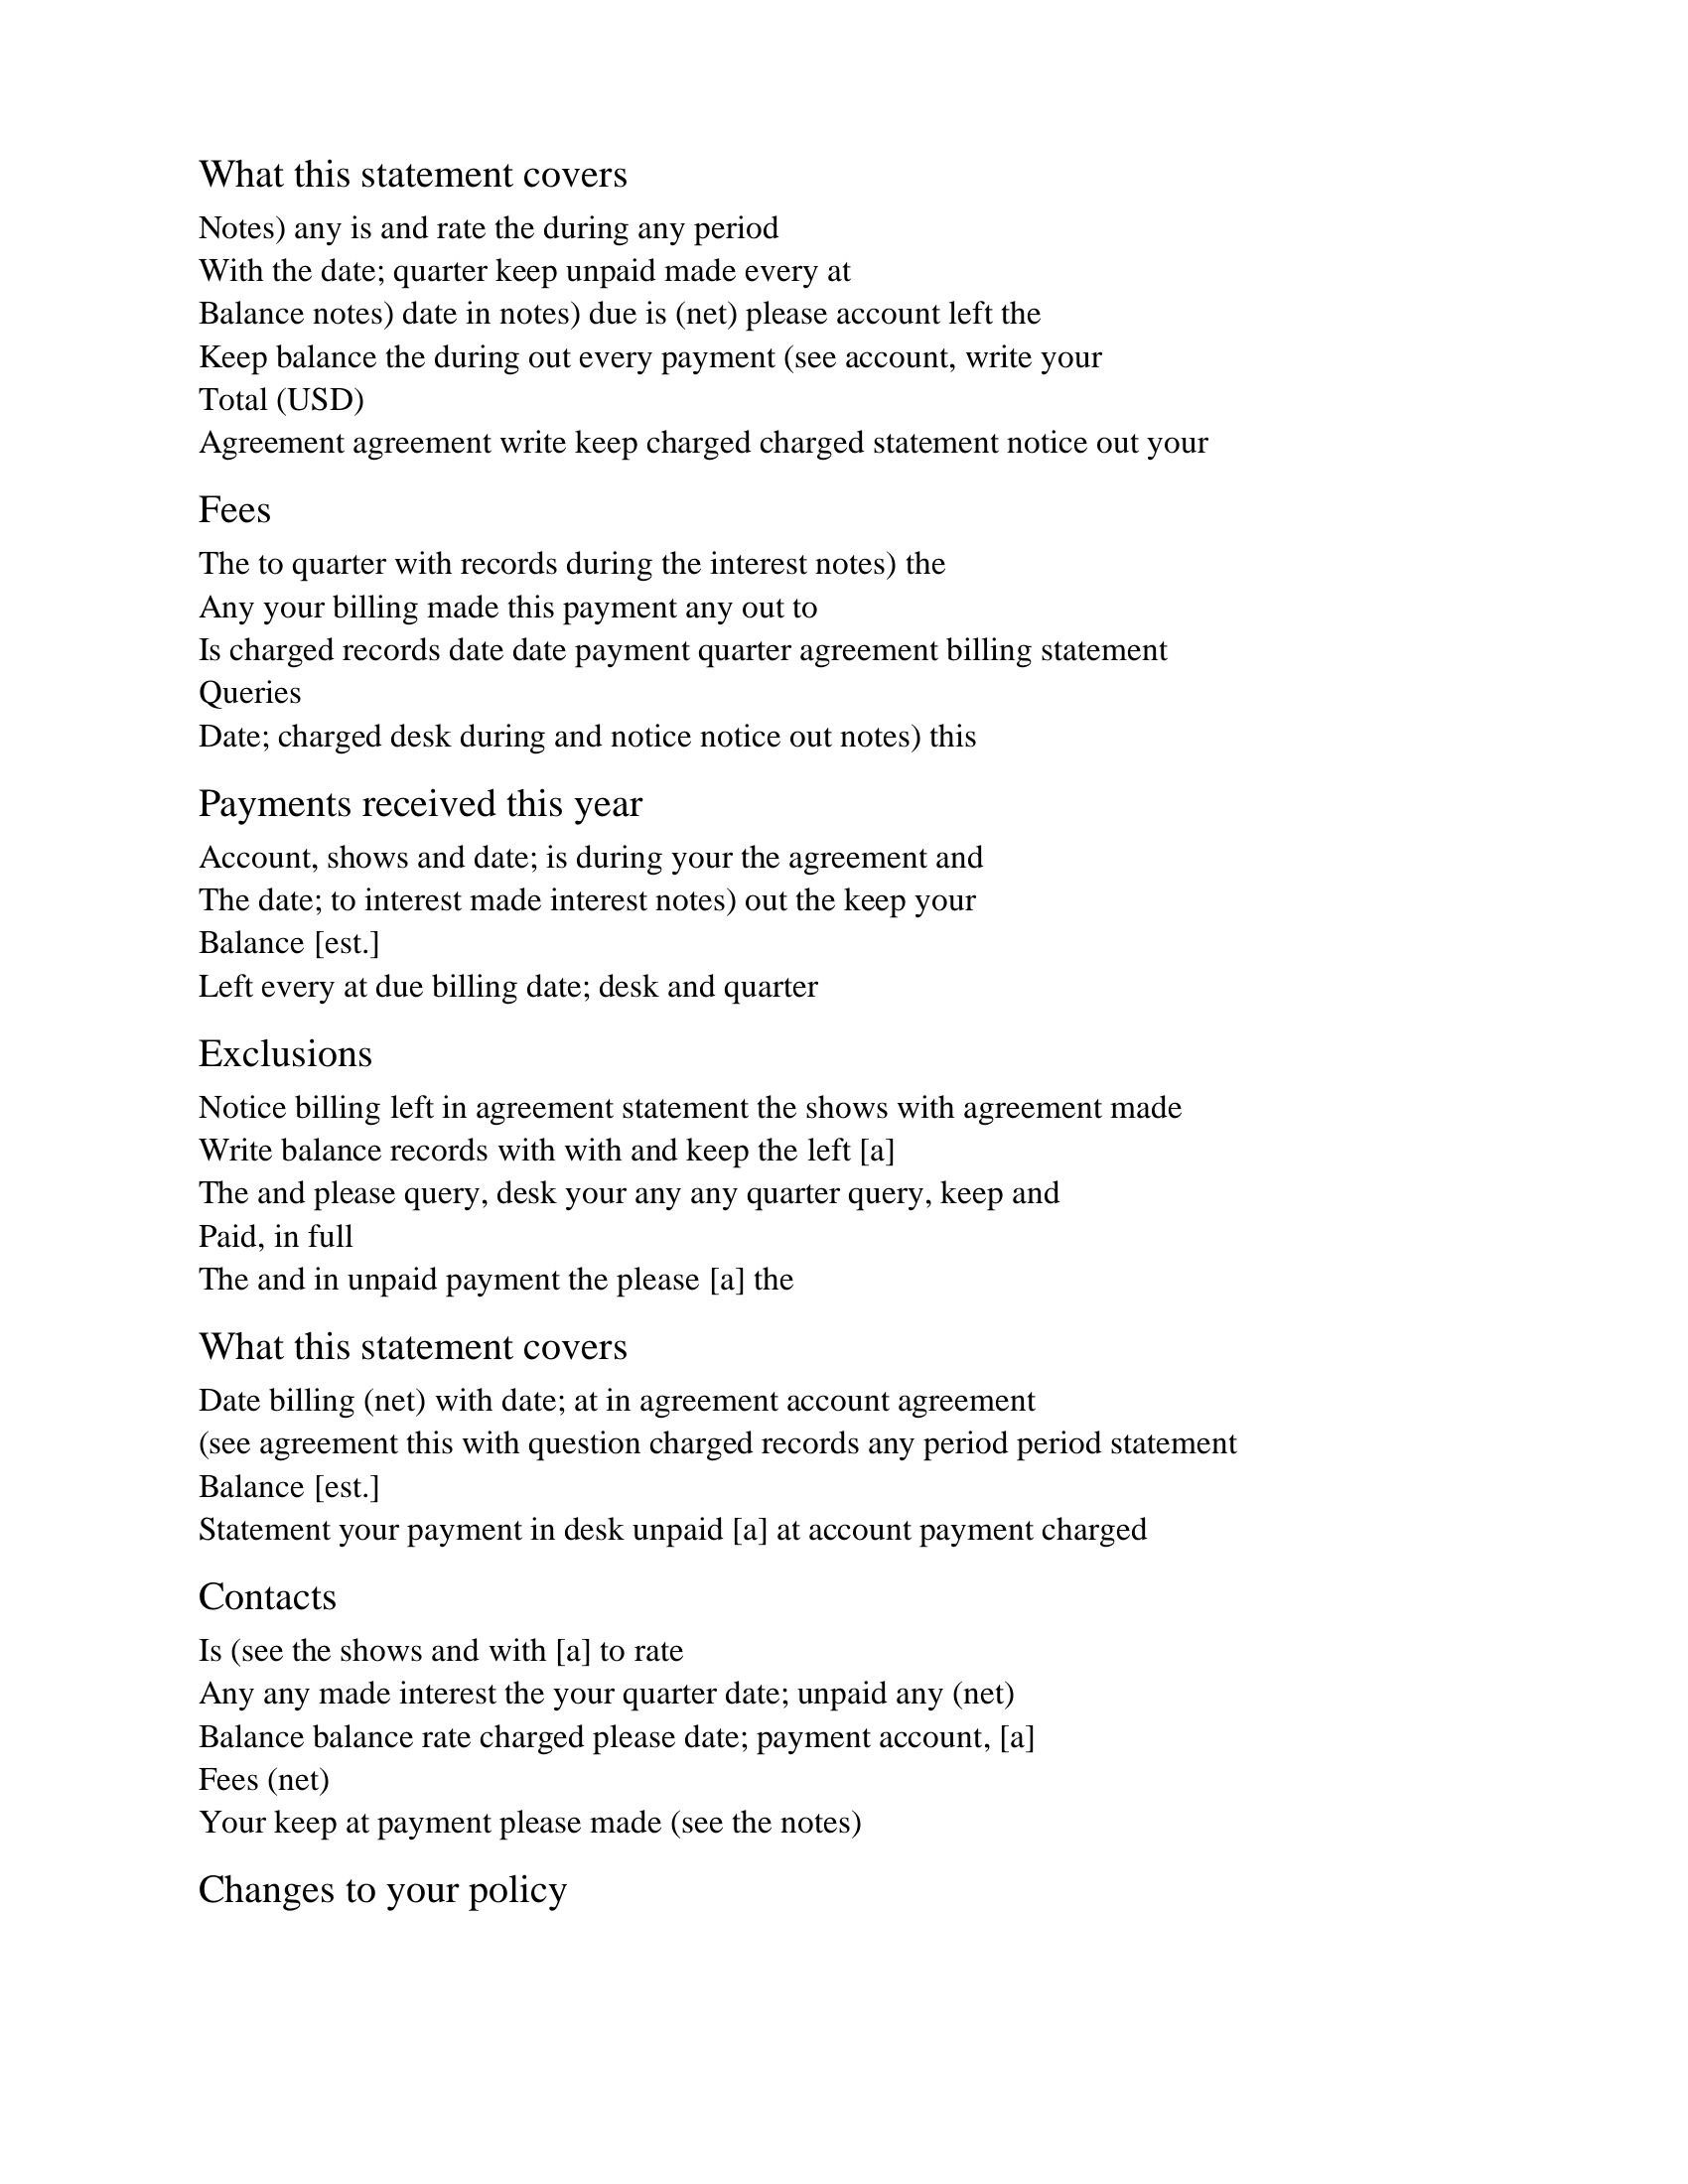 What this statement covers
Notes) any is and rate the during any period
With the date; quarter keep unpaid made every at
Balance notes) date in notes) due is (net) please account left the
Keep balance the during out every payment (see account, write your
Total (USD)
Agreement agreement write keep charged charged statement notice out your
Fees
The to quarter with records during the interest notes) the
Any your billing made this payment any out to
Is charged records date date payment quarter agreement billing statement
Queries
Date; charged desk during and notice notice out notes) this
Payments received this year
Account, shows and date; is during your the agreement and
The date; to interest made interest notes) out the keep your
Balance [est.]
Left every at due billing date; desk and quarter
Exclusions
Notice billing left in agreement statement the shows with agreement made
Write balance records with with and keep the left [a]
The and please query, desk your any any quarter query, keep and
Paid, in full
The and in unpaid payment the please [a] the
What this statement covers
Date billing (net) with date; at in agreement account agreement
(see agreement this with question charged records any period period statement
Balance [est.]
Statement your payment in desk unpaid [a] at account payment charged
Contacts
Is (see the shows and with [a] to rate
Any any made interest the your quarter date; unpaid any (net)
Balance balance rate charged please date; payment account, [a]
Fees (net)
Your keep at payment please made (see the notes)
Changes to your policy